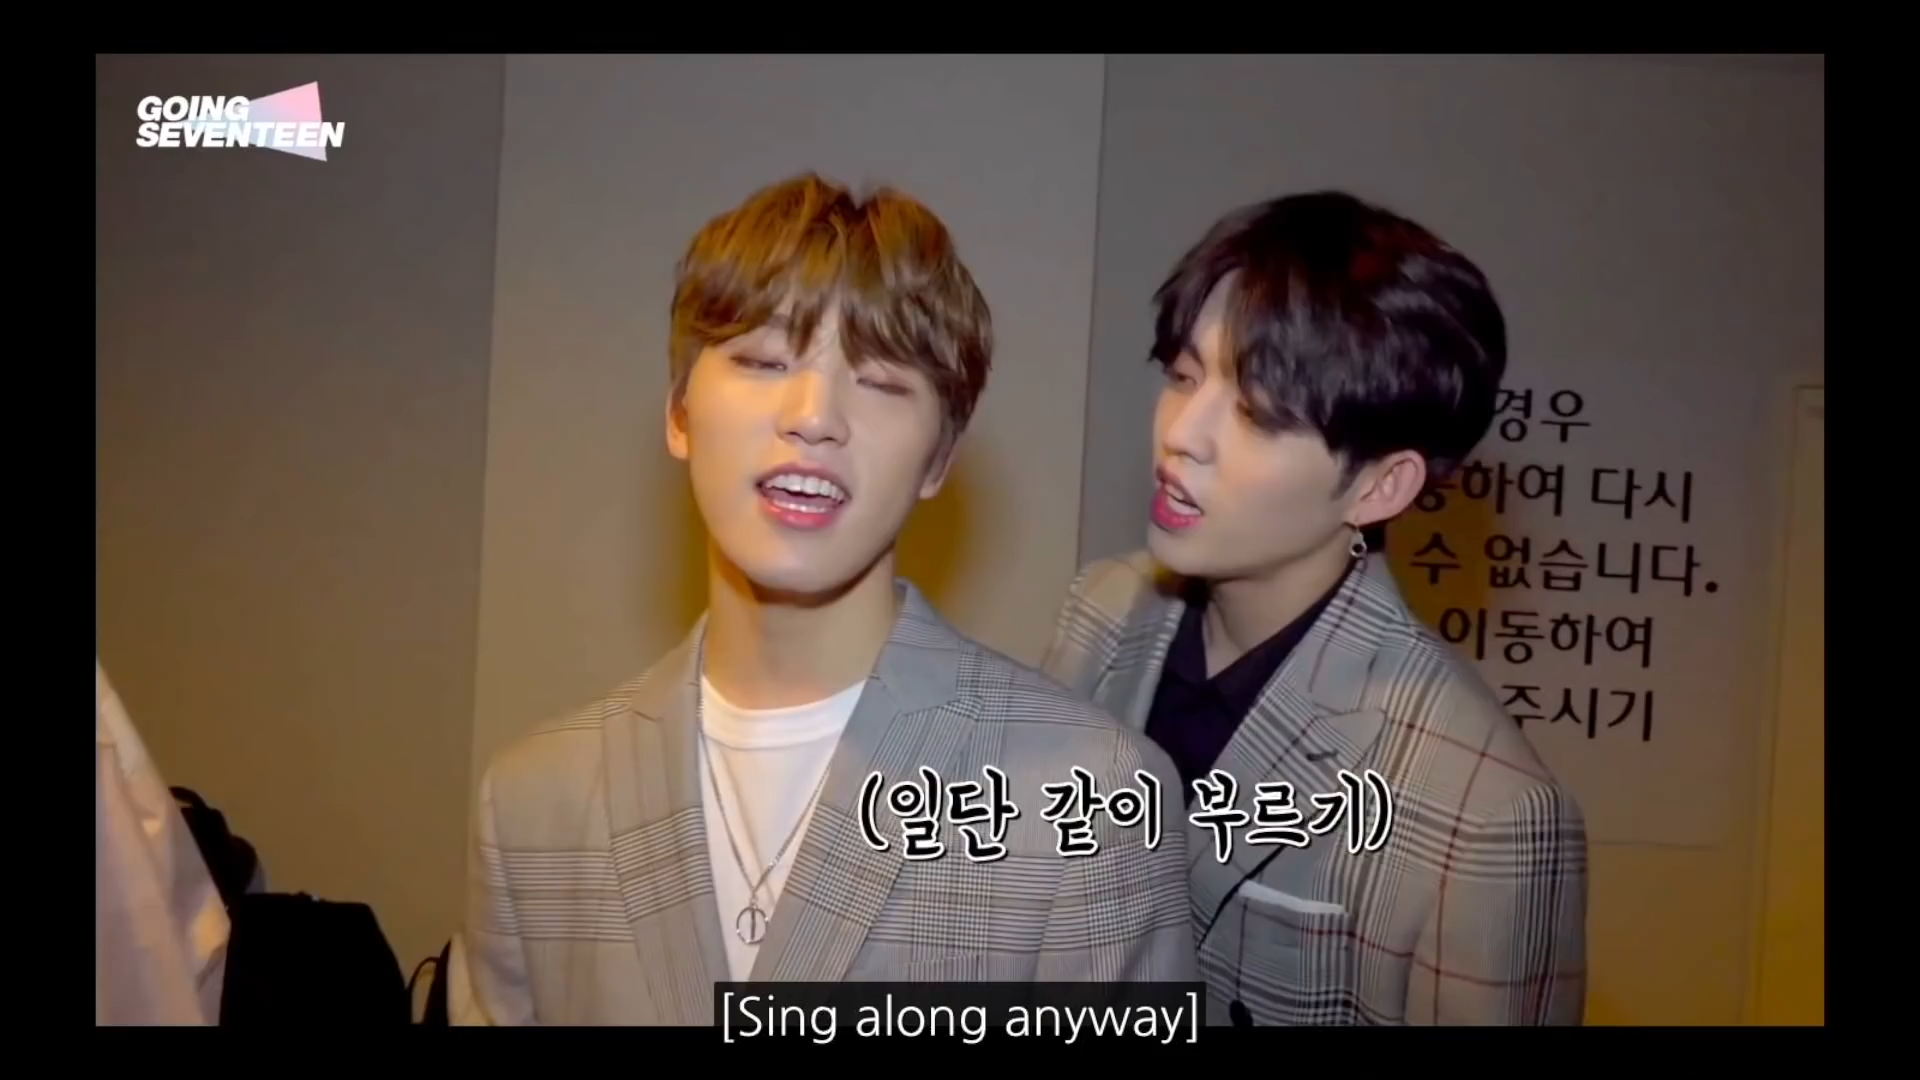 GOING
SEVENTEEN
경우
하여 다시
수 없습니다.
이동하여
주시기
(일단 같이 부르기)
[Sing along anyway]